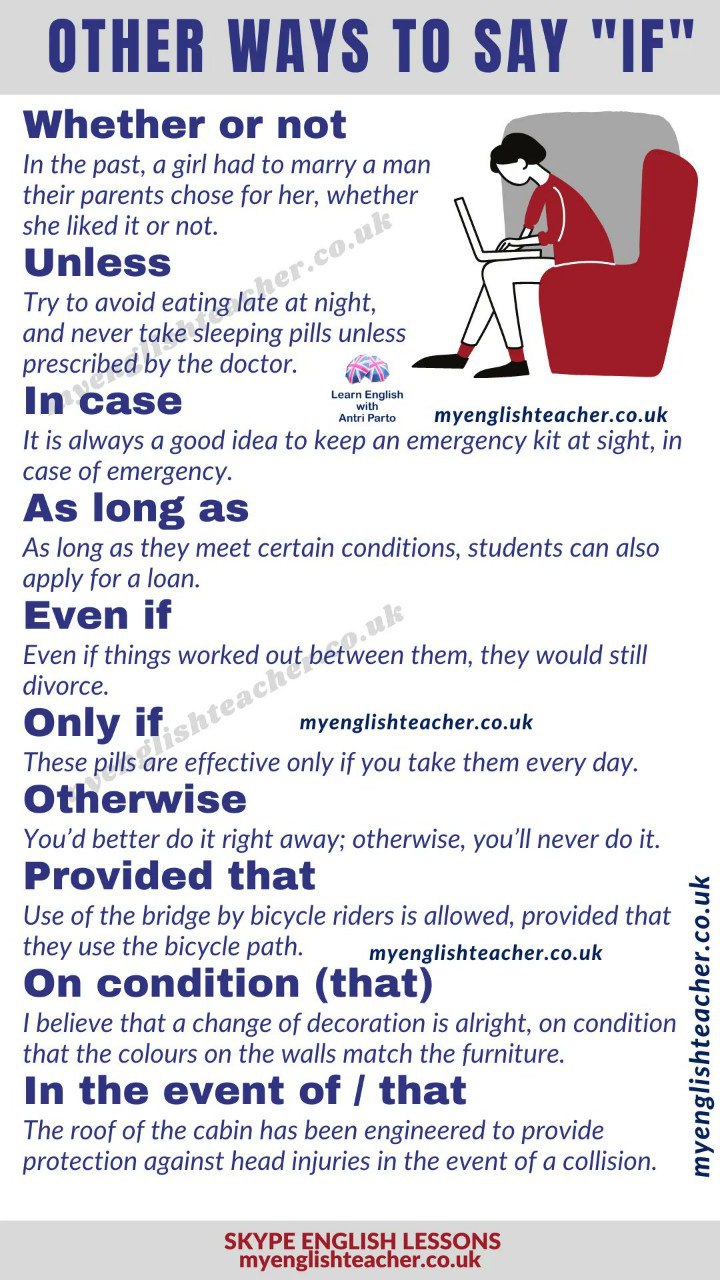 OTHER WAYS TO SAY "IF"
Whether or not
In the past, a girl had to marry a man
their parents chose for her, whether
she liked it or not.
Unless
Try to avoid eating late at night,
and never take sleeping pills unless
prescribed by the doctor.
myenglishteacher.co.uk
Learn English
with
Antri Parto
myenglishteacher.co.uk
In case
It is always a good idea to keep an emergency kit at sight, in
case of emergency.
As long as
As long as they meet certain conditions, students can also
apply for a loan.
Even if
Even if things worked out between them, they would still
divorce.
myenglishteacher.co.uk
Only if
myenglishteacher.co.uk
These pills are effective only if you take them every day.
Otherwise
You’d better do it right away; otherwise, you’ll never do it.
Provided that
Use of the bridge by bicycle riders is allowed, provided that
they use the bicycle path.
myenglishteacher.co.uk
On condition (that)
I believe that a change of decoration is alright, on condition
that the colours on the walls match the furniture.
In the event of / that
The roof of the cabin has been engineered to provide
protection against head injuries in the event of a collision.
myenglishteacher.co.uk
SKYPE ENGLISH LESSONS
myenglishteacher.co.uk